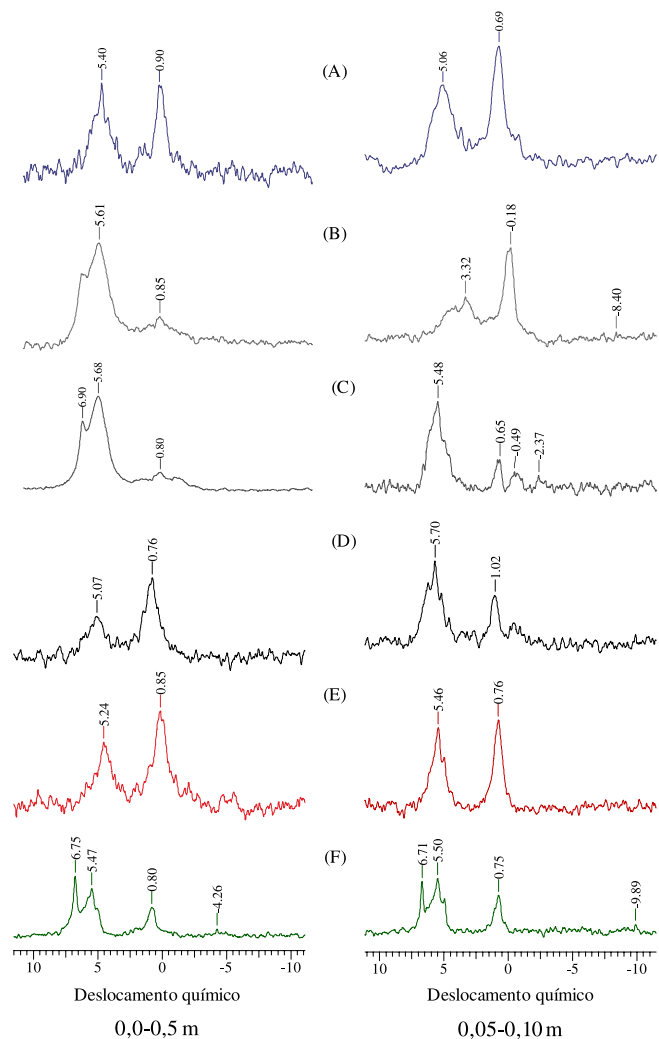 5.40
0.90
(A)
5.06
0.69
5.61
0.85
(B)
3.32
-0.18
-8.40
6.90
5.68
0.80
(C)
5.48
0.65
-0.49
-2.37
5.07
0.76
(D)
5.70
1.02
5.24
0.85
(E)
5.46
0.76
6.75
5.47
0.80
-4.26
(F)
6.71
5.50
0.75
-9.89
10 5 0 -5 -10
10 5 0 -5 -10
Deslocamento químico
Deslocamento químico
0,0-0,5 m
0,05-0,10 m